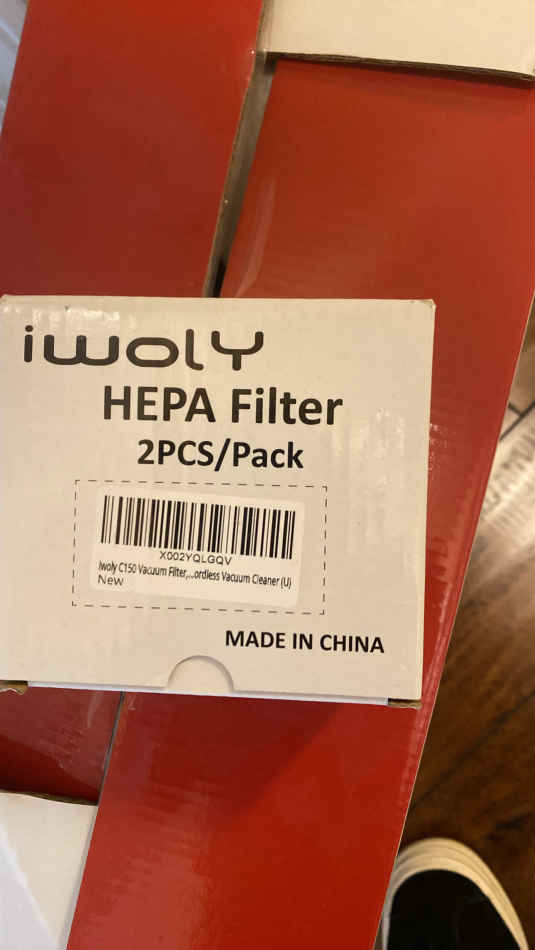 iwoly
HEPA Filter
2PCS/Pack
X002YQLGQV
Iwoly C150 Vacuum Filter,...ordless Vacuum Cleaner (U)
New
MADE IN CHINA